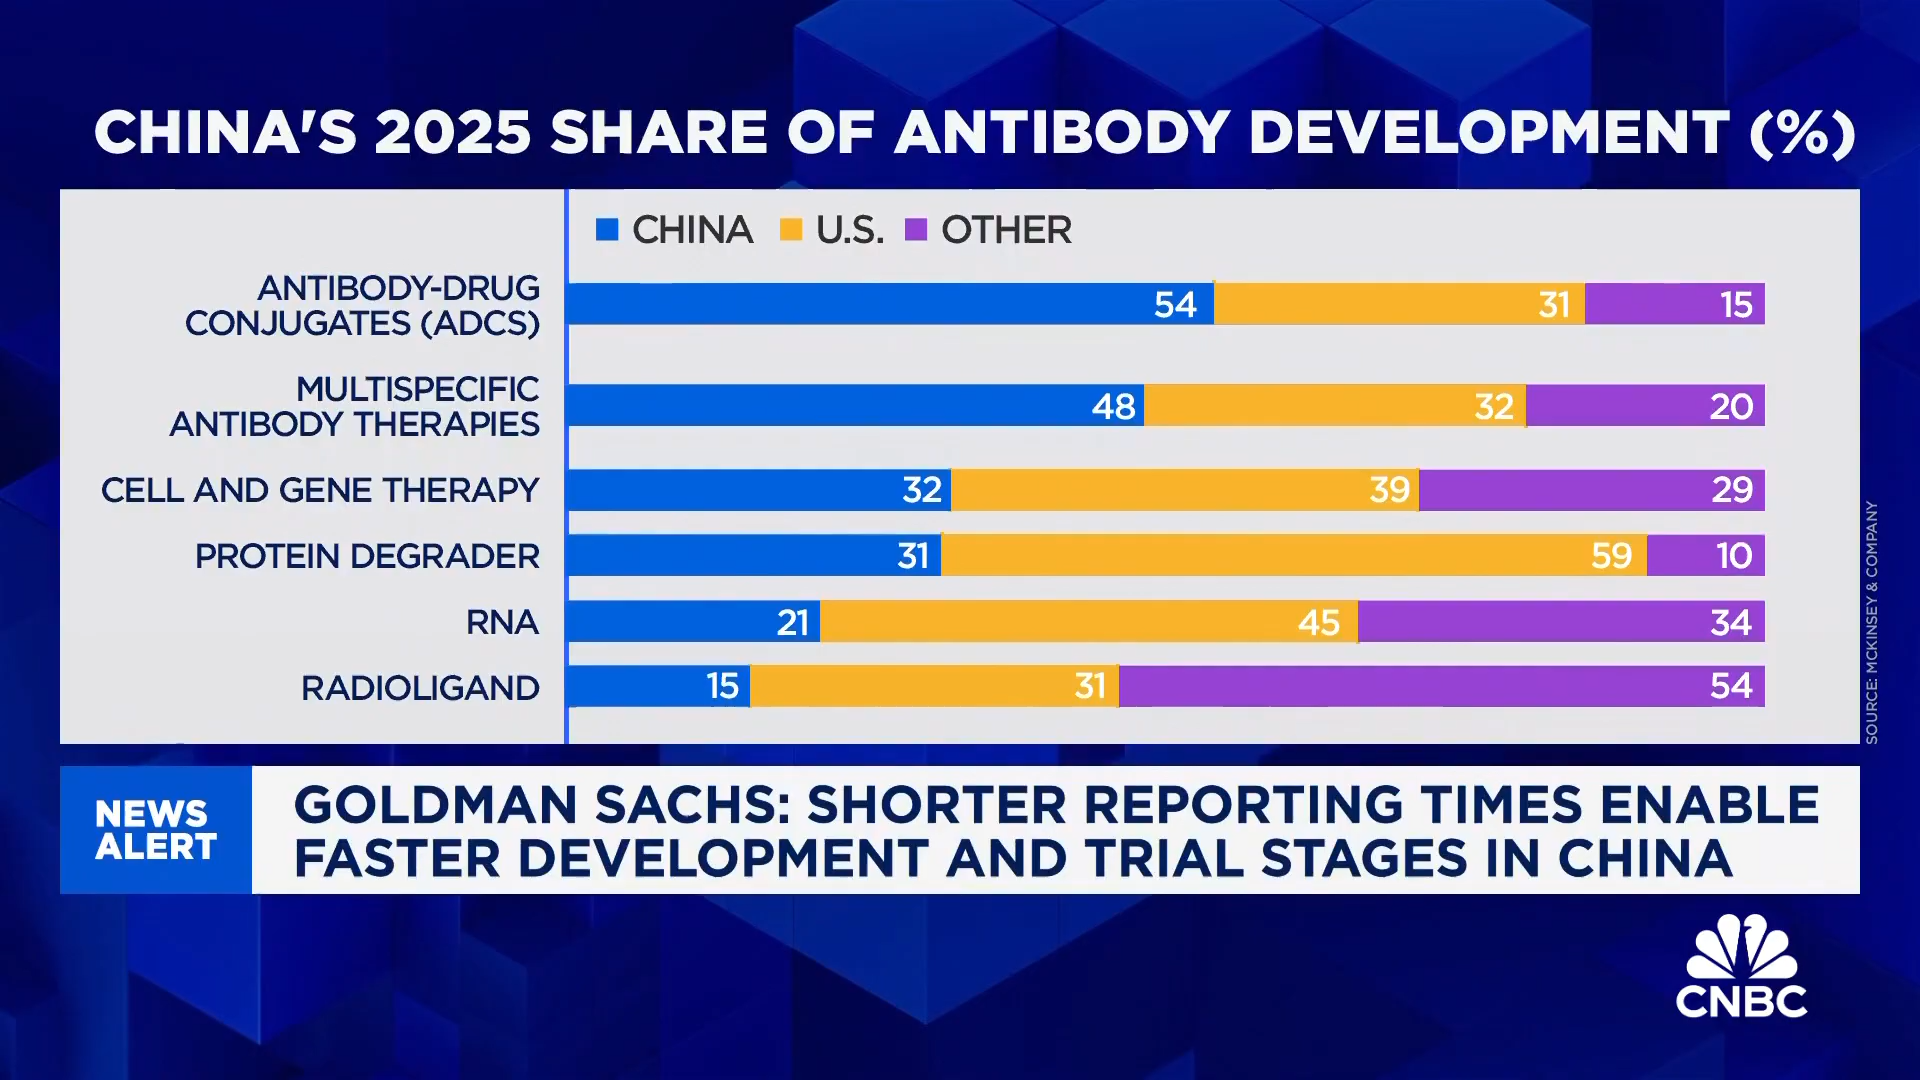 CHINA'S 2025 SHARE OF ANTIBODY DEVELOPMENT (%)
CHINA U.S. OTHER
ANTIBODY-DRUG
CONJUGATES (ADCS)
54 31 15
MULTISPECIFIC
ANTIBODY THERAPIES
48 32 20
CELL AND GENE THERAPY 32 39 29
PROTEIN DEGRADER 31 59 10
RNA 21 45 34
RADIOLIGAND 15 31 54
SOURCE: MCKINSEY & COMPANY
NEWS
ALERT
GOLDMAN SACHS: SHORTER REPORTING TIMES ENABLE
FASTER DEVELOPMENT AND TRIAL STAGES IN CHINA
CNBC